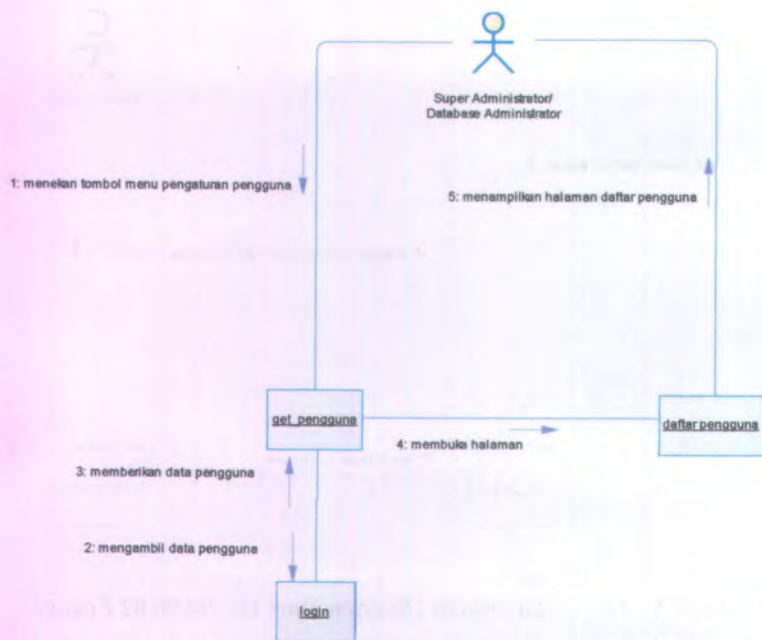 Super Administrator/
Database Administrator
1: menekan tombol menu pengaturan pengguna
5: menampilkan halaman daftar pengguna
get_pengguna
daftar pengguna
4: membuka halaman
3: memberikan data pengguna
2: mengambil data pengguna
login